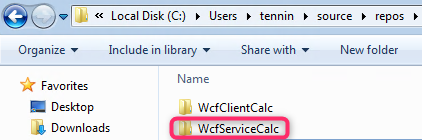 Local Disk (C:) Users tennin source repos
Organize Include in library Share with Burn New folder
Favorites Name
Desktop WcfClientCalc
Downloads WcfServiceCalc